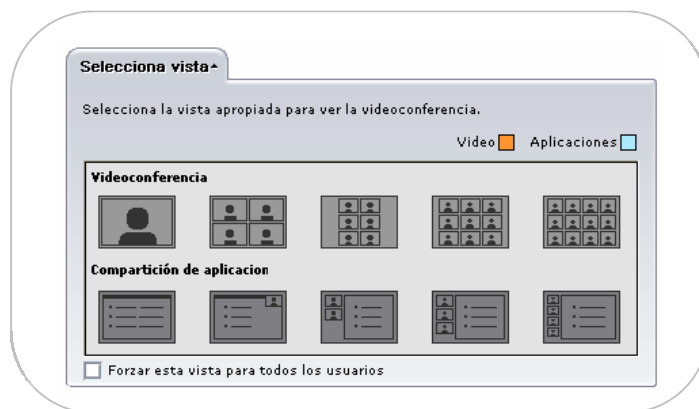 Selecciona vista
Selecciona la vista apropiada para ver la videoconferencia.
Video Aplicaciones
Videoconferencia
Compartición de aplicacion
Forzar esta vista para todos los usuarios